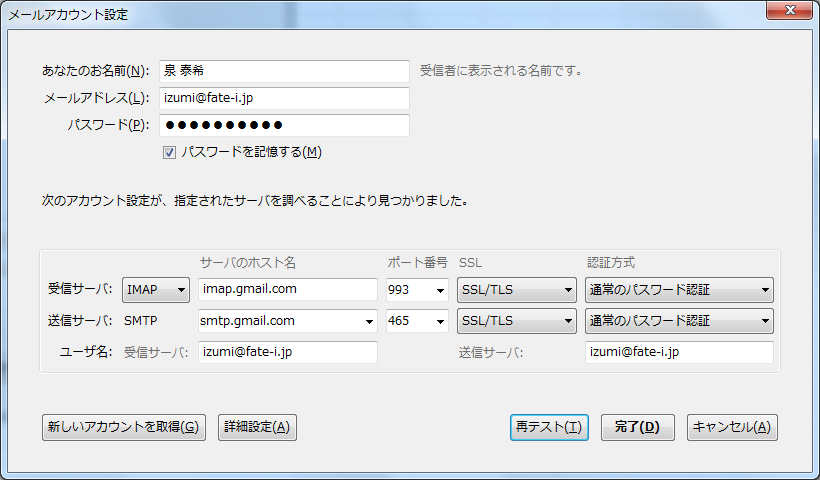 メールアカウント設定
あなたのお名前(N): 泉 泰希 受信者に表示される名前です。
メールアドレス(L): izumi@fate-i.jp
パスワード(P): ●●●●●●●●●●
パスワードを記憶する(M)
次のアカウント設定が、指定されたサーバを調べることにより見つかりました。
サーバのホスト名 ポート番号 SSL 認証方式
受信サーバ: IMAP imap.gmail.com 993 SSL/TLS 通常のパスワード認証
送信サーバ: SMTP smtp.gmail.com 465 SSL/TLS 通常のパスワード認証
ユーザ名: 受信サーバ: izumi@fate-i.jp 送信サーバ: izumi@fate-i.jp
新しいアカウントを取得(G) 詳細設定(A) 再テスト(T) 完了(D) キャンセル(A)